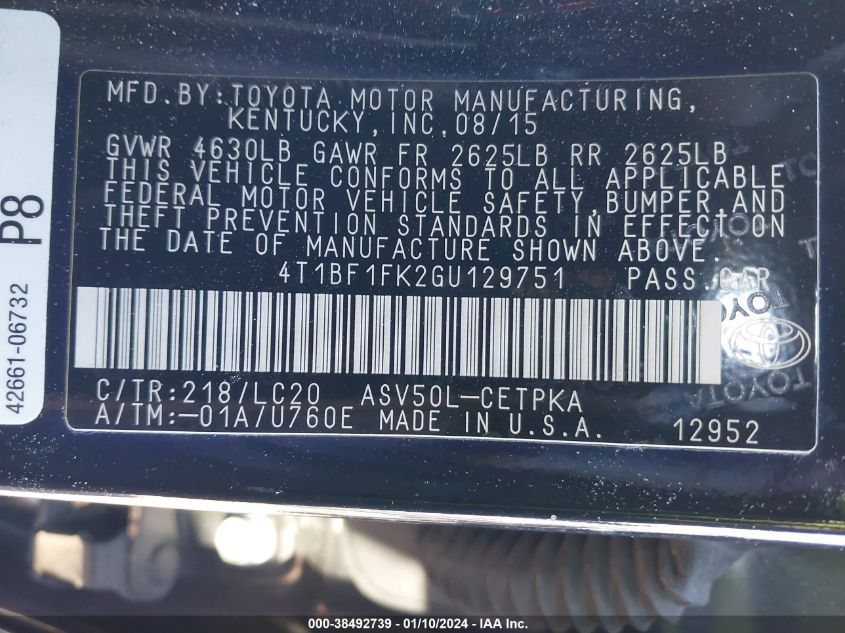 MFD.BY:TOYOTA MOTOR MANUFACTURING,
KENTUCKY,INC.08/15
GVWR 4630LB GAWR FR 2625LB RR 2625LB
THIS VEHICLE CONFORMS TO ALL APPLICABLE
FEDERAL MOTOR VEHICLE SAFETY,BUMPER,AND
THEFT PREVENTION STANDARDS IN EFFECT ON
THE DATE OF MANUFACTURE SHOWN ABOVE.
4T1BF1FK2GU129751 PASS.CAR
C/TR:218/LC20 ASV50L-CETPKA
A/TM:-01A/U760E MADE IN U.S.A. 12952
42661-06732 P8
TOYOTA
TOYOTA
000-38492739 - 01/10/2024 - IAA Inc.